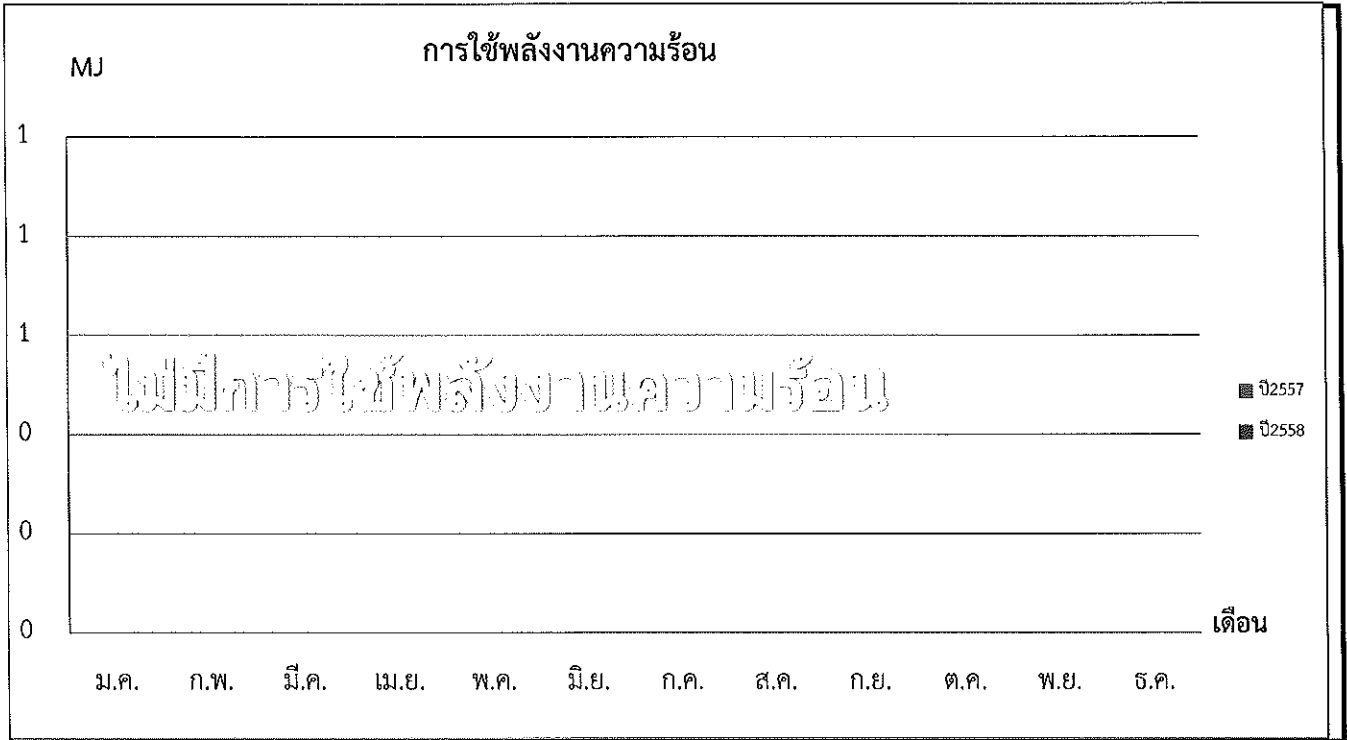 การใช้พลังงานความร้อน
MJ
1
1
1
ไม่มีการใช้พลังงานความร้อน
0
0
0
ปี2557
ปี2558
เดือน
ม.ค. ก.พ. มี.ค. เม.ย. พ.ค. มิ.ย. ก.ค. ส.ค. ก.ย. ต.ค. พ.ย. ธ.ค.